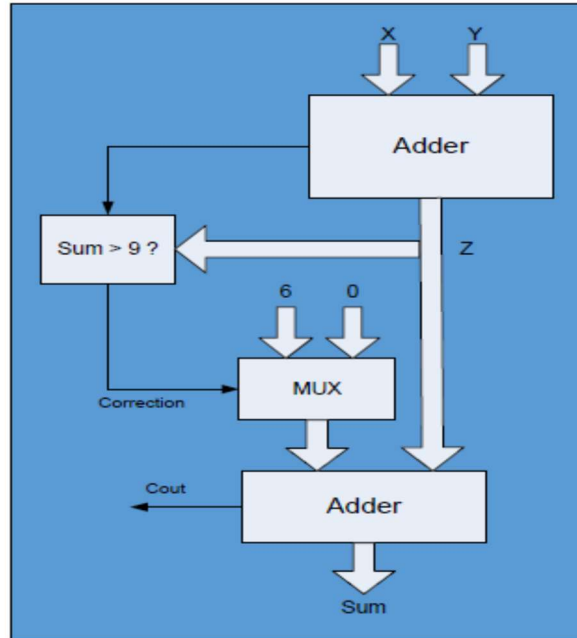 X Y
Adder
Sum > 9 ?
Z
6 0
MUX
Correction
Cout
Adder
Sum